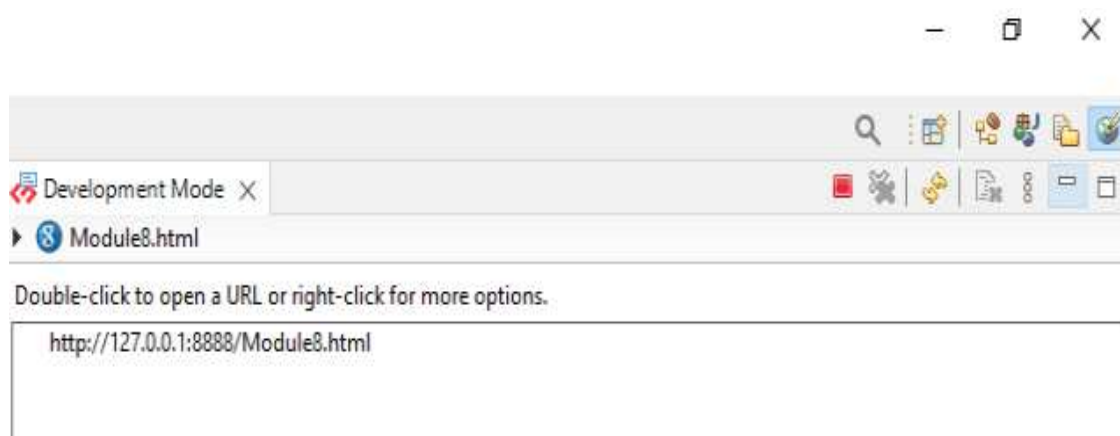 Development Mode
Module8.html
Double-click to open a URL or right-click for more options.
http://127.0.0.1:8888/Module8.html